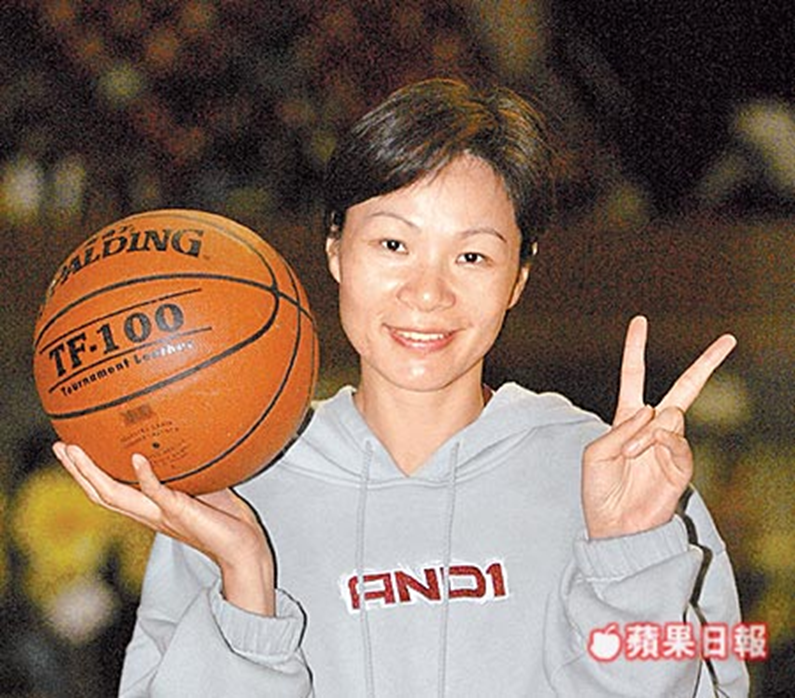 SPALDING
TF-100
Tournament Leather
AND1
蘋果日報